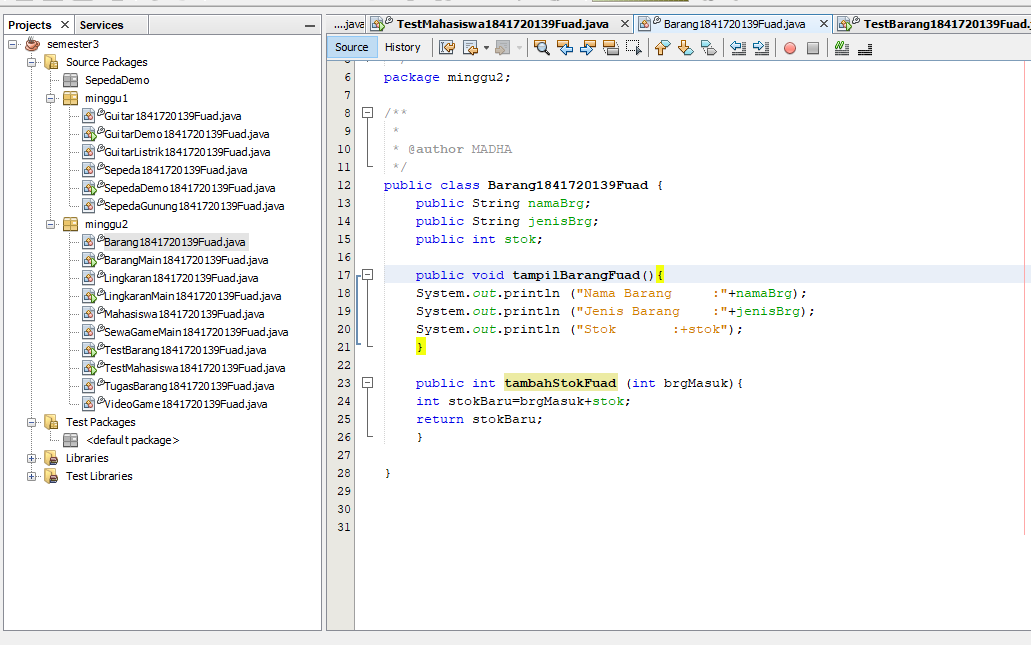 Projects
Services
semester3
Source Packages
SepedaDemo
minggu1
Guitar1841720139Fuad.java
GuitarDemo1841720139Fuad.java
GuitarListrik1841720139Fuad.java
Sepeda1841720139Fuad.java
SepedaDemo1841720139Fuad.java
SepedaGunung1841720139Fuad.java
minggu2
Barang1841720139Fuad.java
BarangMain1841720139Fuad.java
Lingkaran1841720139Fuad.java
LingkaranMain1841720139Fuad.java
Mahasiswa1841720139Fuad.java
SewaGameMain1841720139Fuad.java
TestBarang1841720139Fuad.java
TestMahasiswa1841720139Fuad.java
TugasBarang1841720139Fuad.java
VideoGame1841720139Fuad.java
Test Packages
<default package>
Libraries
Test Libraries
....java TestMahasiswa1841720139Fuad.java Barang1841720139Fuad.java TestBarang1841720139Fuad.
Source History
6 package minggu2;
7
8 /**
9 *
10 * @author MADHA
11 */
12 public class Barang1841720139Fuad {
13 public String namaBrg;
14 public String jenisBrg;
15 public int stok;
16
17 public void tampilBarangFuad(){
18 System.out.println ("Nama Barang     :"+namaBrg);
19 System.out.println ("Jenis Barang    :"+jenisBrg);
20 System.out.println ("Stok       :+stok");
21 }
22
23 public int tambahStokFuad (int brgMasuk){
24 int stokBaru=brgMasuk+stok;
25 return stokBaru;
26 }
27
28 }
29
30
31